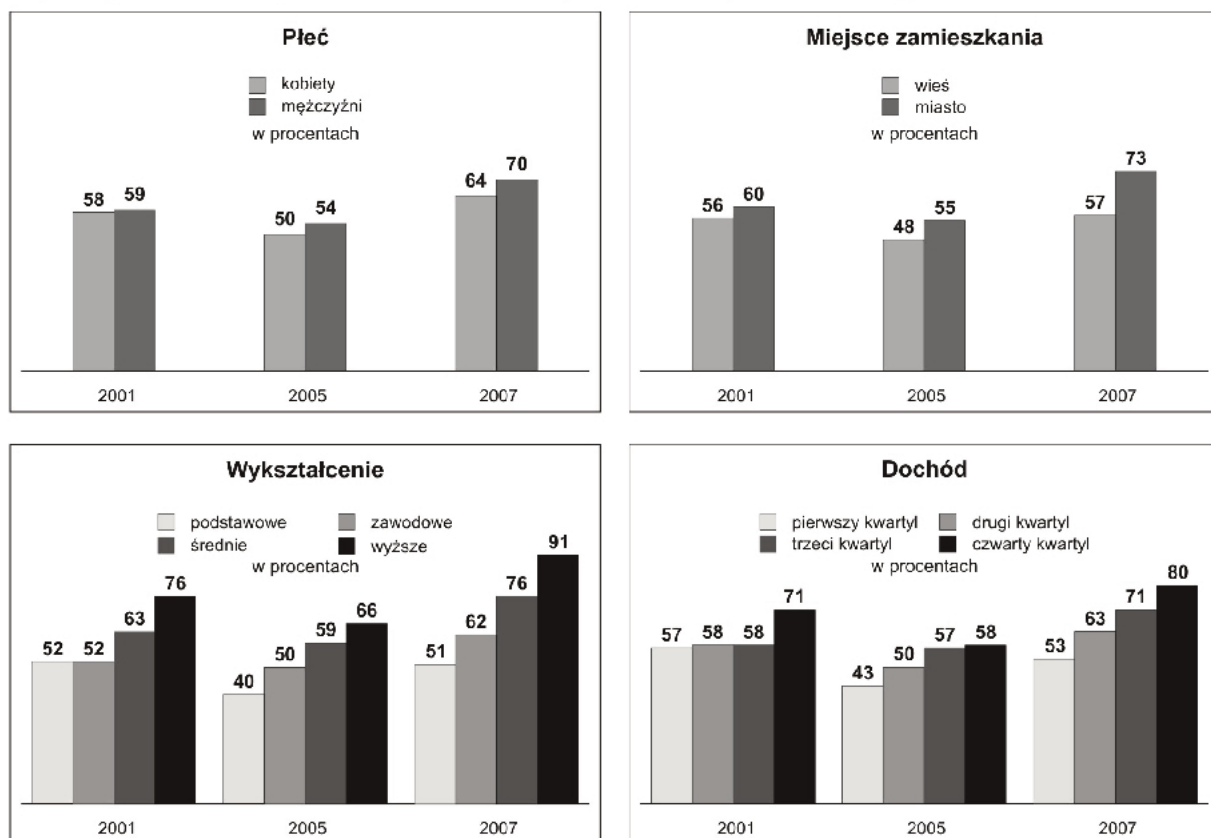 Płeć
kobiety
mężczyźni
w procentach
58 59
50 54
64 70
2001 2005 2007
Miejsce zamieszkania
wieś
miasto
w procentach
56 60
48 55
57 73
2001 2005 2007
Wykształcenie
podstawowe zawodowe
średnie wyższe
w procentach
52 52 63 76
40 50 59 66
51 62 76 91
2001 2005 2007
Dochód
pierwszy kwartyl drugi kwartyl
trzeci kwartyl czwarty kwartyl
w procentach
57 58 58 71
43 50 57 58
53 63 71 80
2001 2005 2007